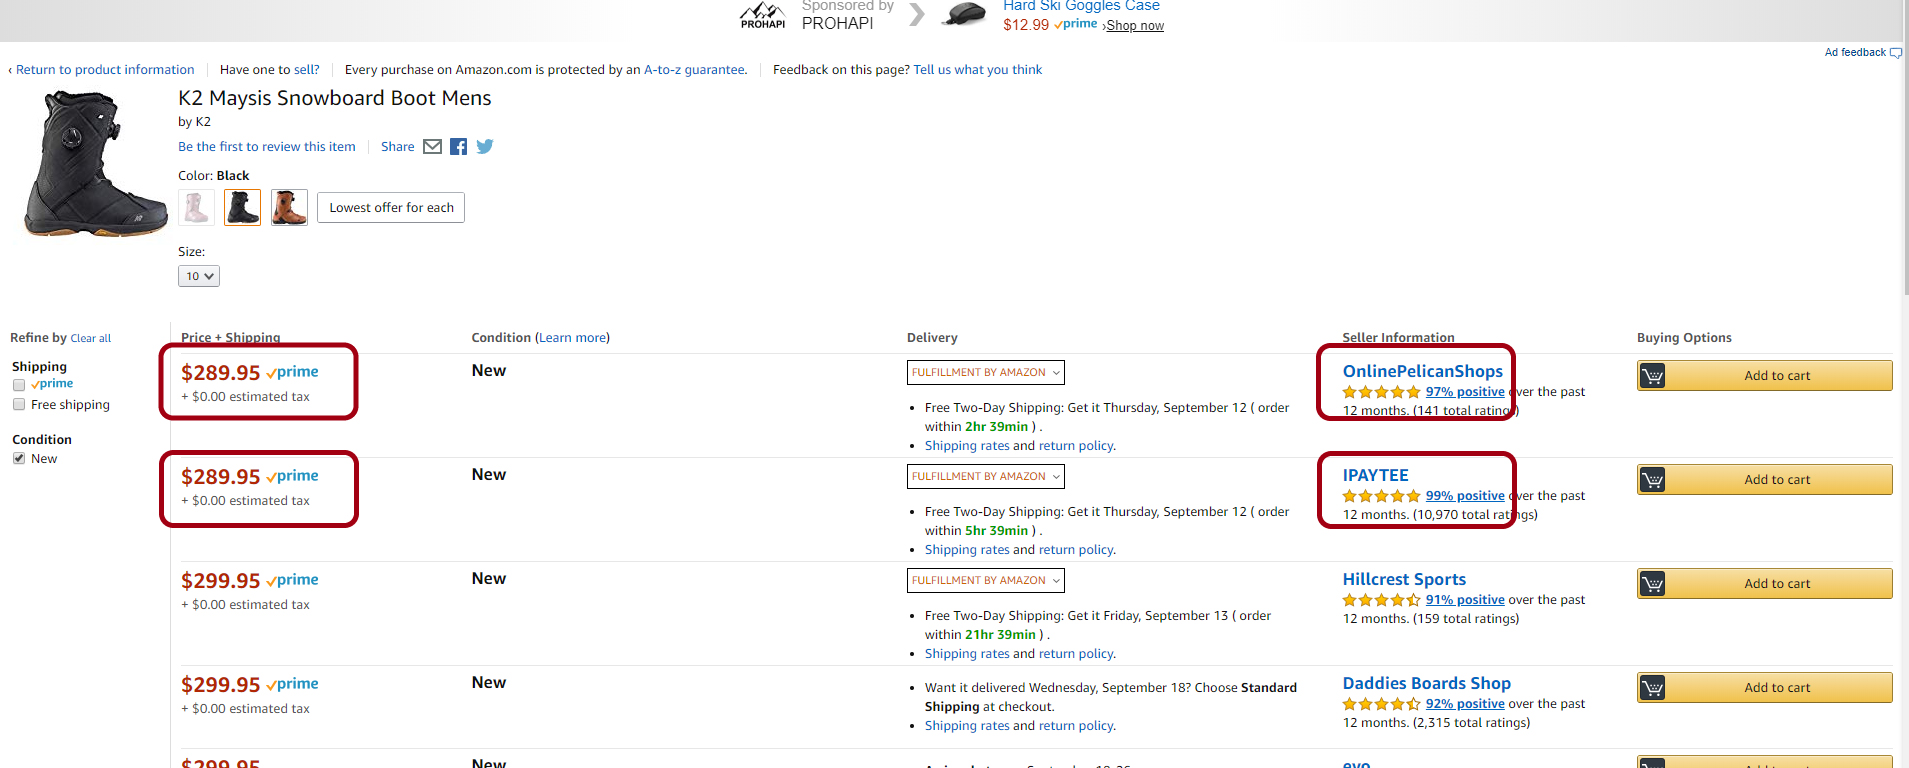 Sponsored by
PROHAPI
PROHAPI
Hard Ski Goggles Case
$12.99 prime ›Shop now
Ad feedback
‹ Return to product information
Have one to sell?
Every purchase on Amazon.com is protected by an A-to-z guarantee.
Feedback on this page? Tell us what you think
K2 Maysis Snowboard Boot Mens
by K2
Be the first to review this item
Share
Color: Black
Lowest offer for each
Size:
10
Refine by Clear all
Shipping
prime
Free shipping
Condition
New
Price + Shipping
Condition (Learn more)
Delivery
Seller Information
Buying Options
$289.95 prime
+ $0.00 estimated tax
New
FULFILLMENT BY AMAZON
• Free Two-Day Shipping: Get it Thursday, September 12 ( order
within 2hr 39min ) .
• Shipping rates and return policy.
OnlinePelicanShops
97% positive over the past
12 months. (141 total ratings)
Add to cart
$289.95 prime
+ $0.00 estimated tax
New
FULFILLMENT BY AMAZON
• Free Two-Day Shipping: Get it Thursday, September 12 ( order
within 5hr 39min ) .
• Shipping rates and return policy.
IPAYTEE
99% positive over the past
12 months. (10,970 total ratings)
Add to cart
$299.95 prime
+ $0.00 estimated tax
New
FULFILLMENT BY AMAZON
• Free Two-Day Shipping: Get it Friday, September 13 ( order
within 21hr 39min ) .
• Shipping rates and return policy.
Hillcrest Sports
91% positive over the past
12 months. (159 total ratings)
Add to cart
$299.95 prime
+ $0.00 estimated tax
New
• Want it delivered Wednesday, September 18? Choose Standard
Shipping at checkout.
• Shipping rates and return policy.
Daddies Boards Shop
92% positive over the past
12 months. (2,315 total ratings)
Add to cart
$299.95
New
evo
Add to cart